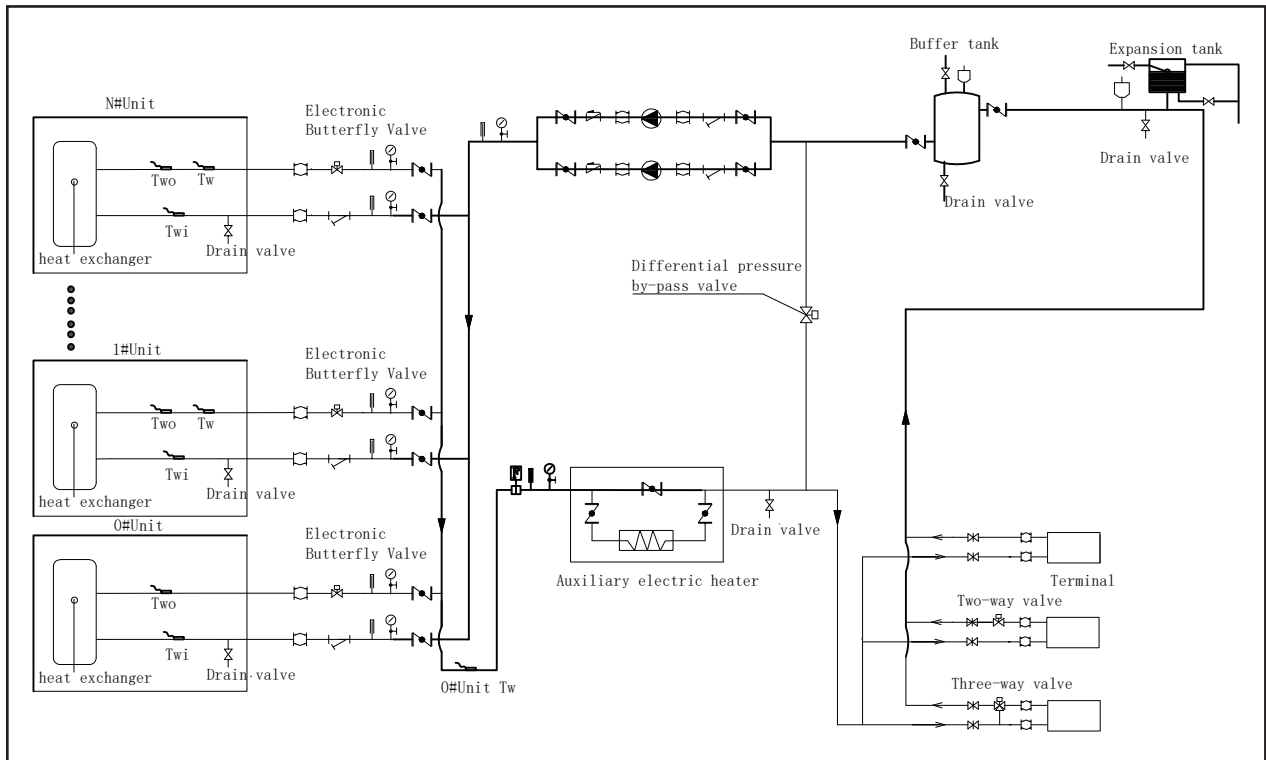 Buffer tank
Expansion tank
N#Unit
Electronic
Butterfly Valve
Drain valve
Two
Tw
Drain valve
Twi
Drain valve
heat exchanger
Differential pressure
by-pass valve
1#Unit
Electronic
Butterfly Valve
Two
Tw
Twi
Drain valve
heat exchanger
0#Unit
Electronic
Butterfly Valve
Drain valve
Auxiliary electric heater
Terminal
Two
Two-way valve
Twi
Drain valve
heat exchanger
0#Unit Tw
Three-way valve